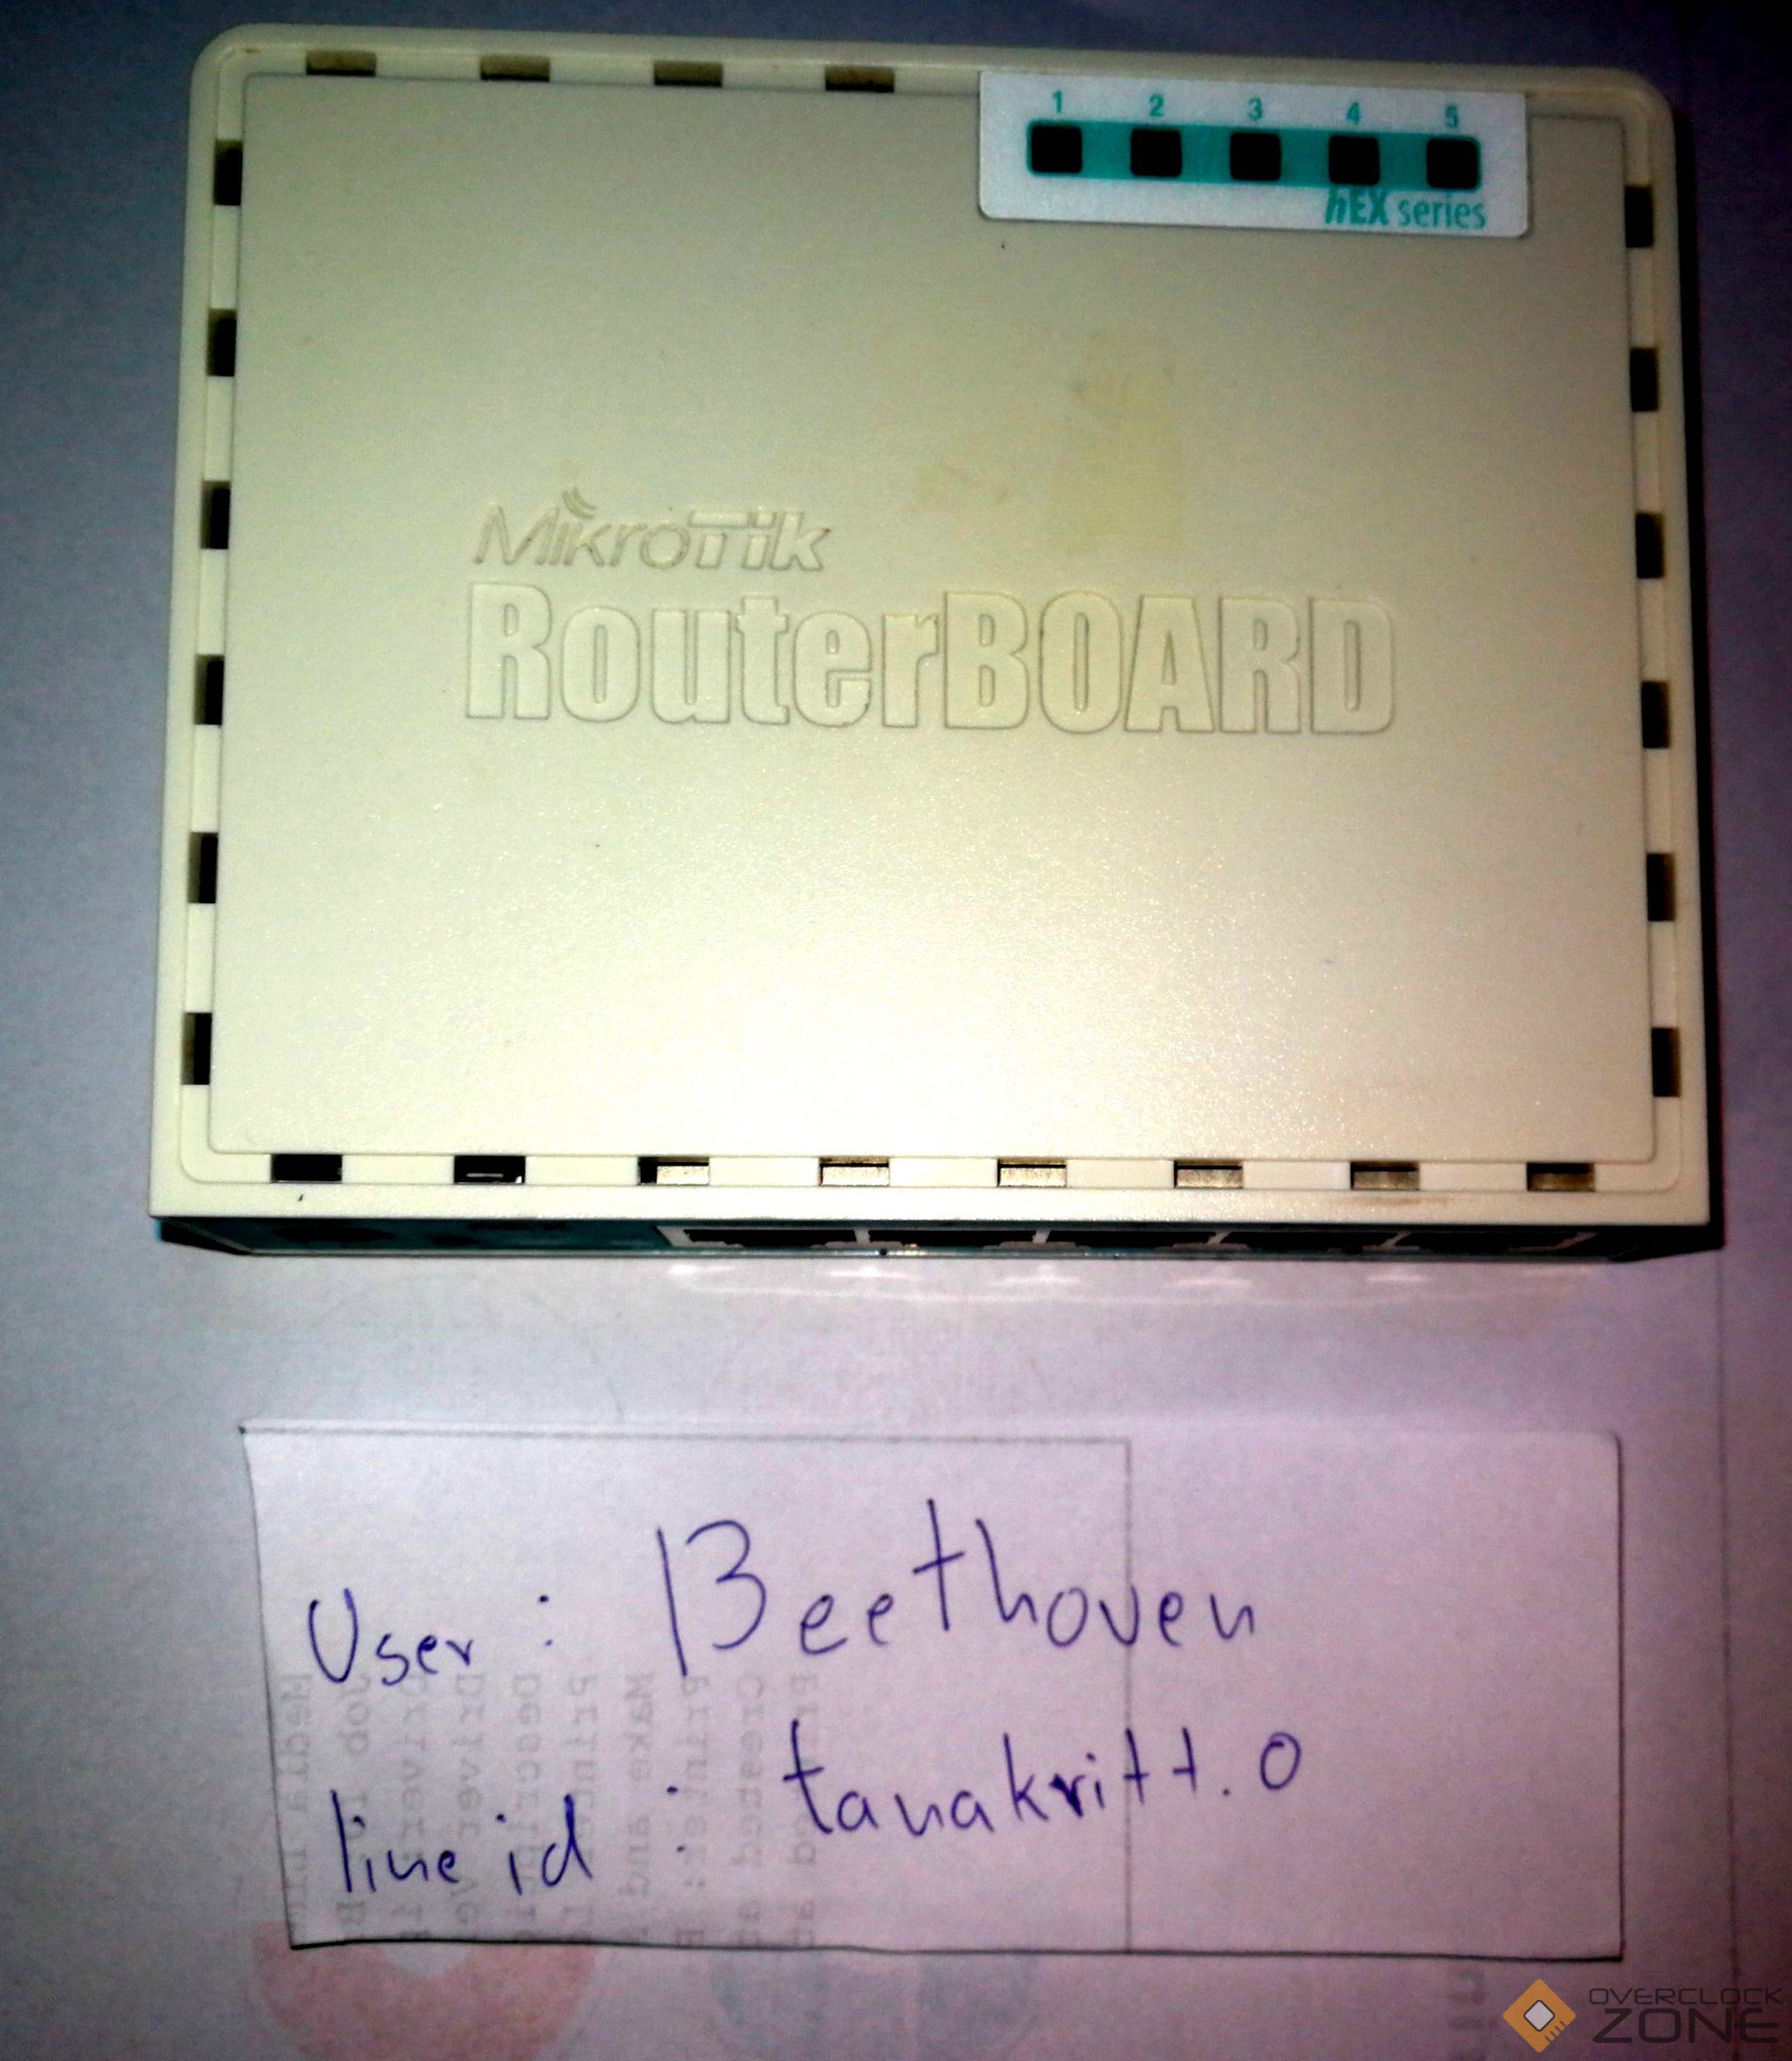 1 2 3 4 5
hEX series
MikroTik
RouterBOARD
User : Beethoven
line id : tanakritt.o
OVERCLOCK
ZONE